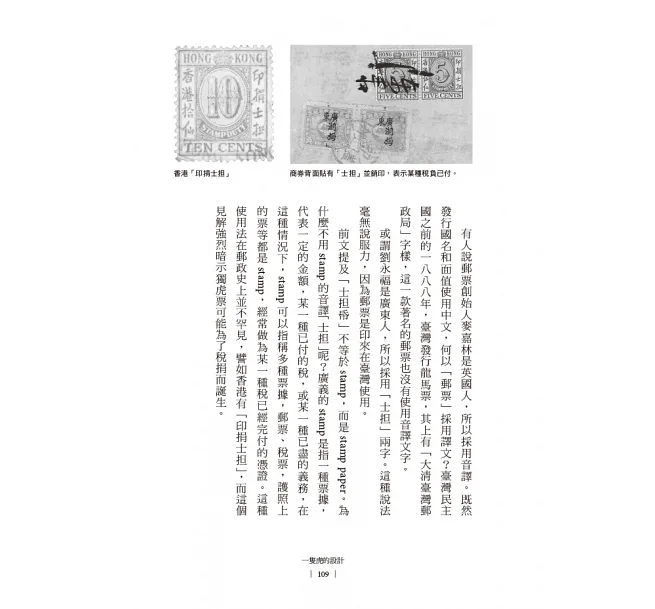 HONG KONG
香港拾仙
印捐士担
10
STAMP DUTY
TEN CENTS
香港「印捐士担」
HONG KONG
HONG KONG
5
5
FIVE CENTS
FIVE CENTS
印捐士担
廣東
潤捐
廣東
潤捐
商券背面貼有「士担」並銷印，表示某種稅負已付。
有人說郵票創始人麥嘉林是英國人，所以採用音譯。既然
發行國名和面值使用中文，何以「郵票」採用譯文？臺灣民主
國之前的一八八八年，臺灣發行龍馬票，其上有「大清臺灣郵
政局」字樣，這一款著名的郵票也沒有使用音譯文字。
或謂劉永福是廣東人，所以採用「士担」兩字。這種說法
毫無說服力，因為郵票是印來在臺灣使用。
前文提及「士担帋」不等於 stamp，而是 stamp paper。為
什麼不用 stamp 的音譯「士担」呢？廣義的 stamp 是指一種票據，
代表一定的金額，某一種已付的稅，或某一種已盡的義務，在
這種情況下，stamp 可以指稱多種票據，郵票、稅票，護照上
的票等都是 stamp，經常做為某一種稅已經完付的憑證。這種
使用法在郵政史上並不罕見，譬如香港有「印捐士担」，而這個
見解強烈暗示獨虎票可能為了稅捐而誕生。
一隻虎的設計
| 109 |